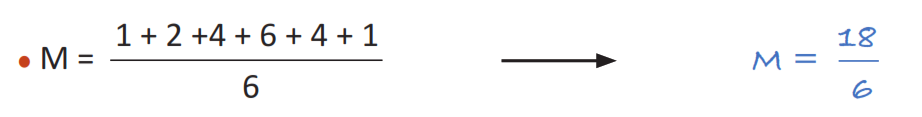 • M = 1 + 2 +4 + 6 + 4 + 1 / 6 → M = 18 / 6